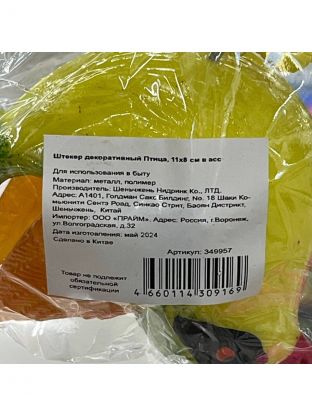 Штекер декоративный Птица, 11х8 см в асс
Для использования в быту
Материал: металл, полимер
Производитель: Шеньчжень Нидринк Ко., ЛТД.
Адрес: А1401, Голдман Сакс Билдинг, No. 18 Шаки Ко-
мьюнити Сентэ Роад, Синкао Стрит, Баоян Дистрикт,
Шеньчжень, Китай
Импортер: ООО «ПРАЙМ». Адрес: Россия, г.Воронеж,
ул.Волгоградская, д.32
Дата изготовления: май 2024
Сделано в Китае
Артикул: 349957
Товар не подлежит
обязательной
сертификации
4 660114 309169